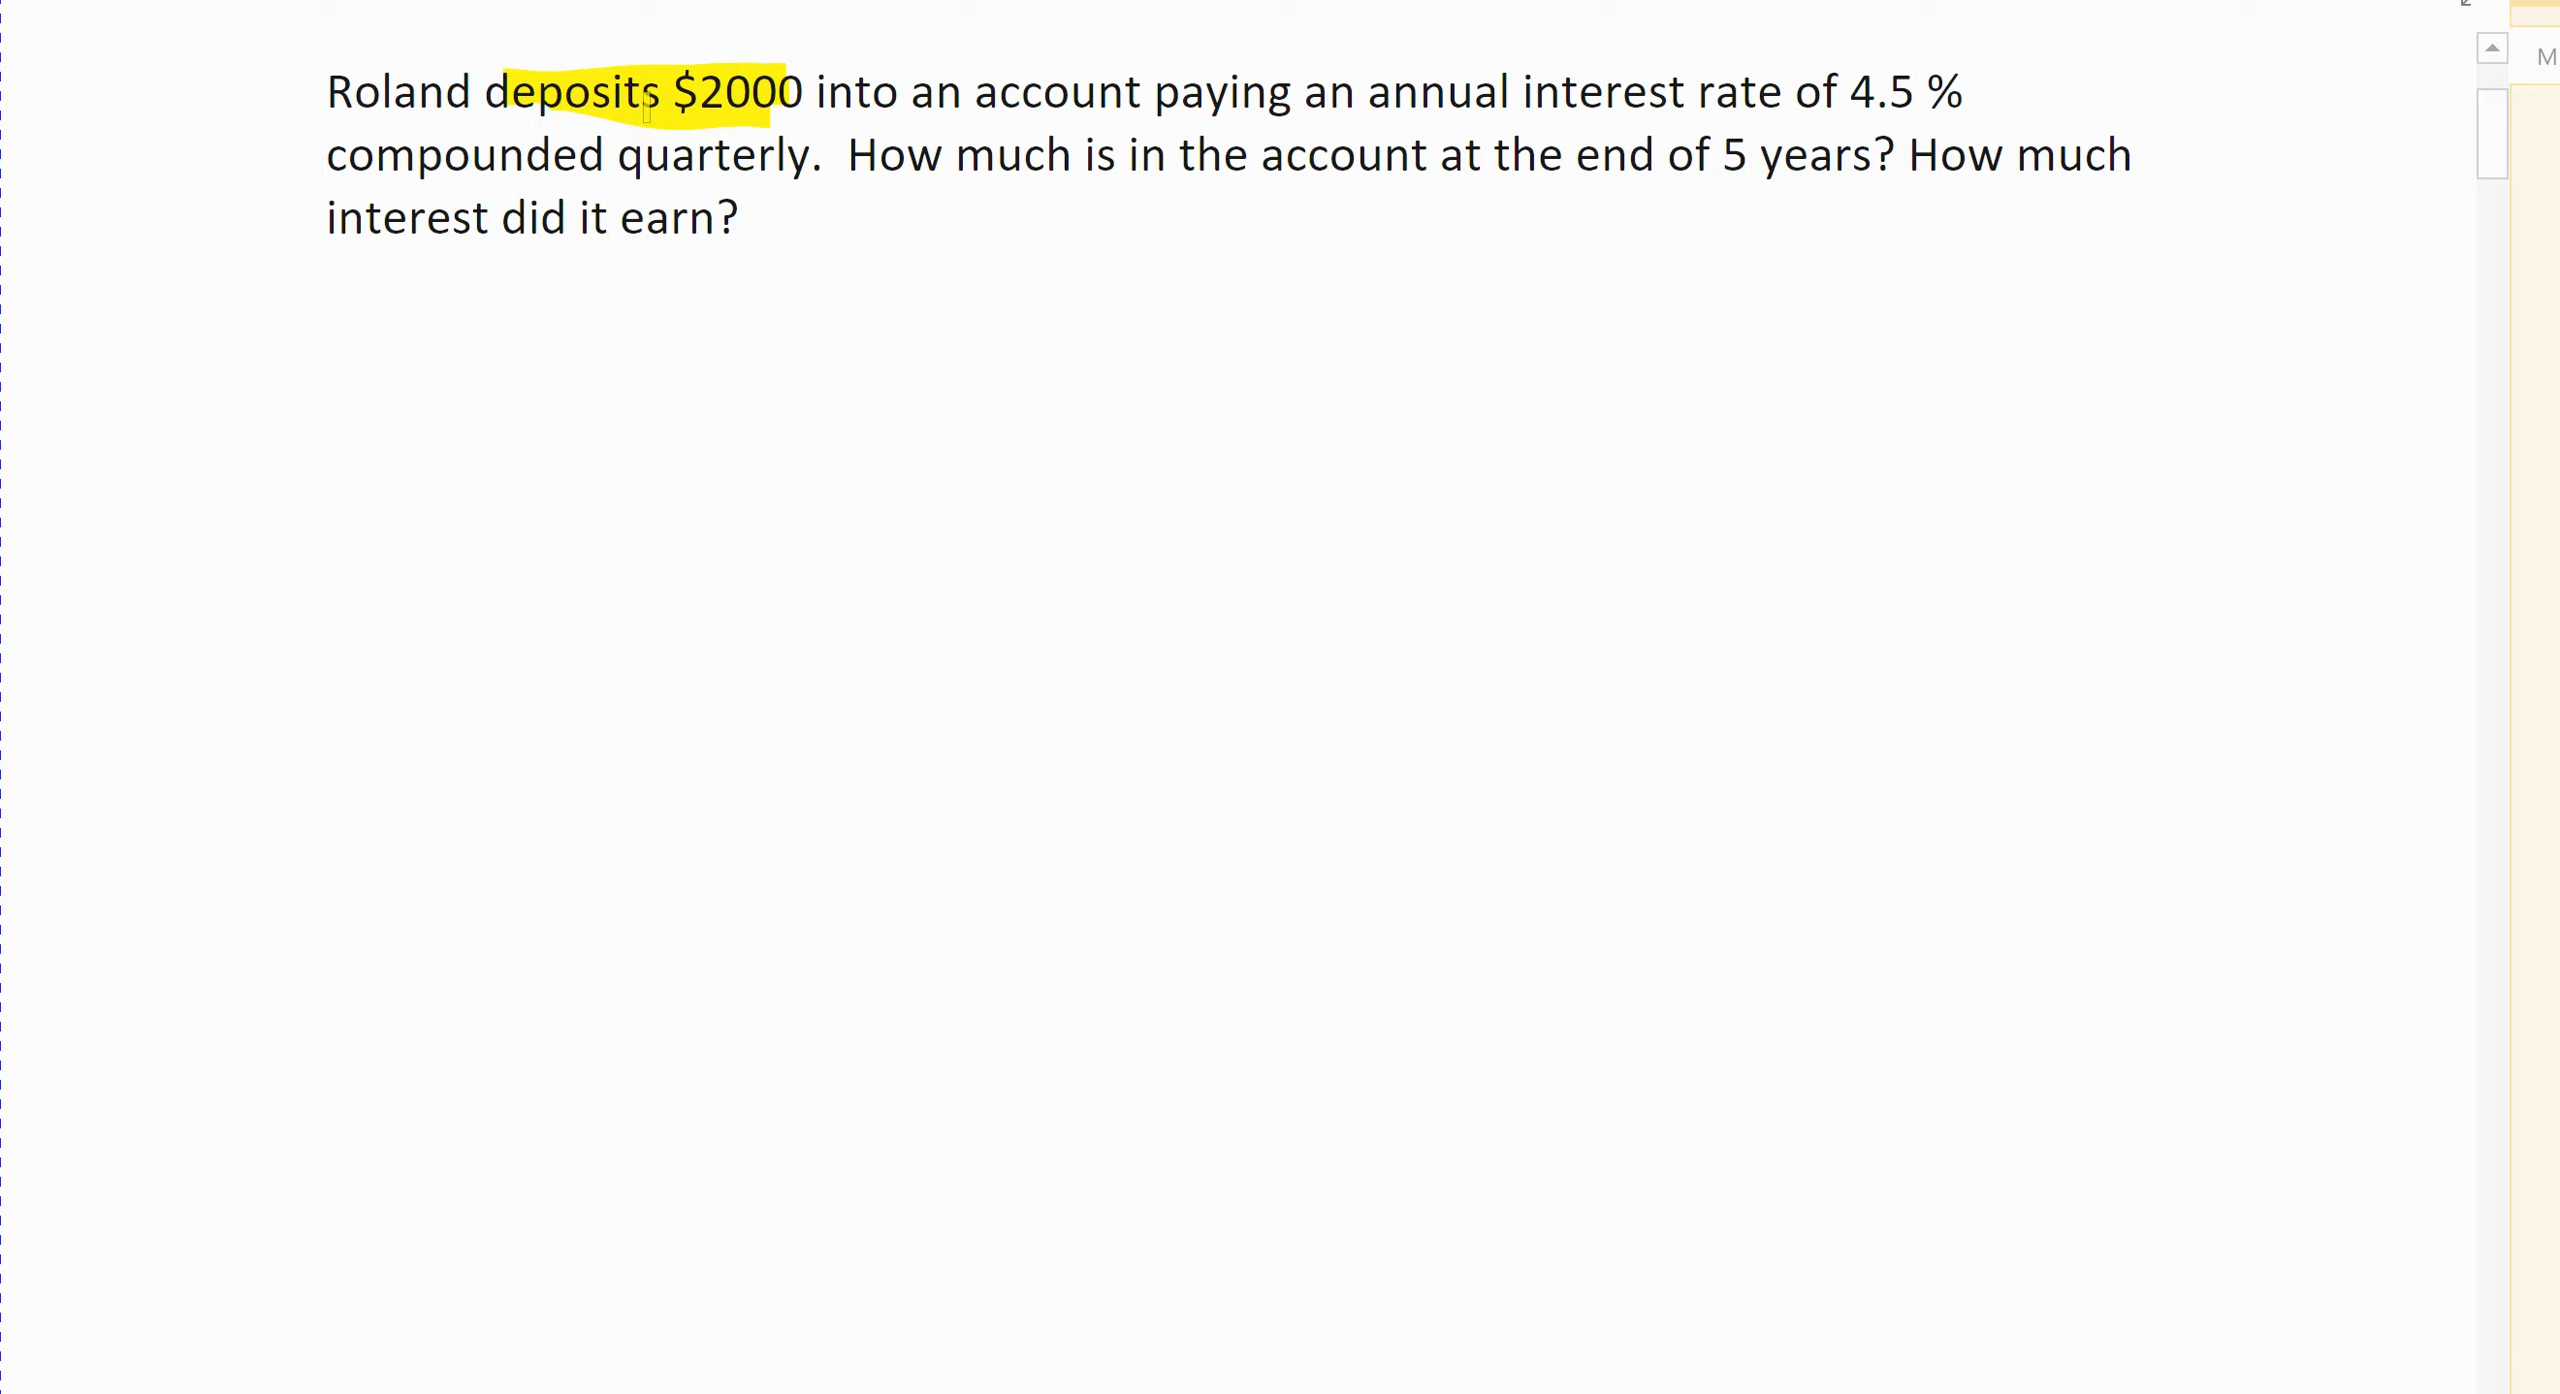 Roland deposits $2000 into an account paying an annual interest rate of 4.5 %
compounded quarterly.  How much is in the account at the end of 5 years? How much
interest did it earn?
M